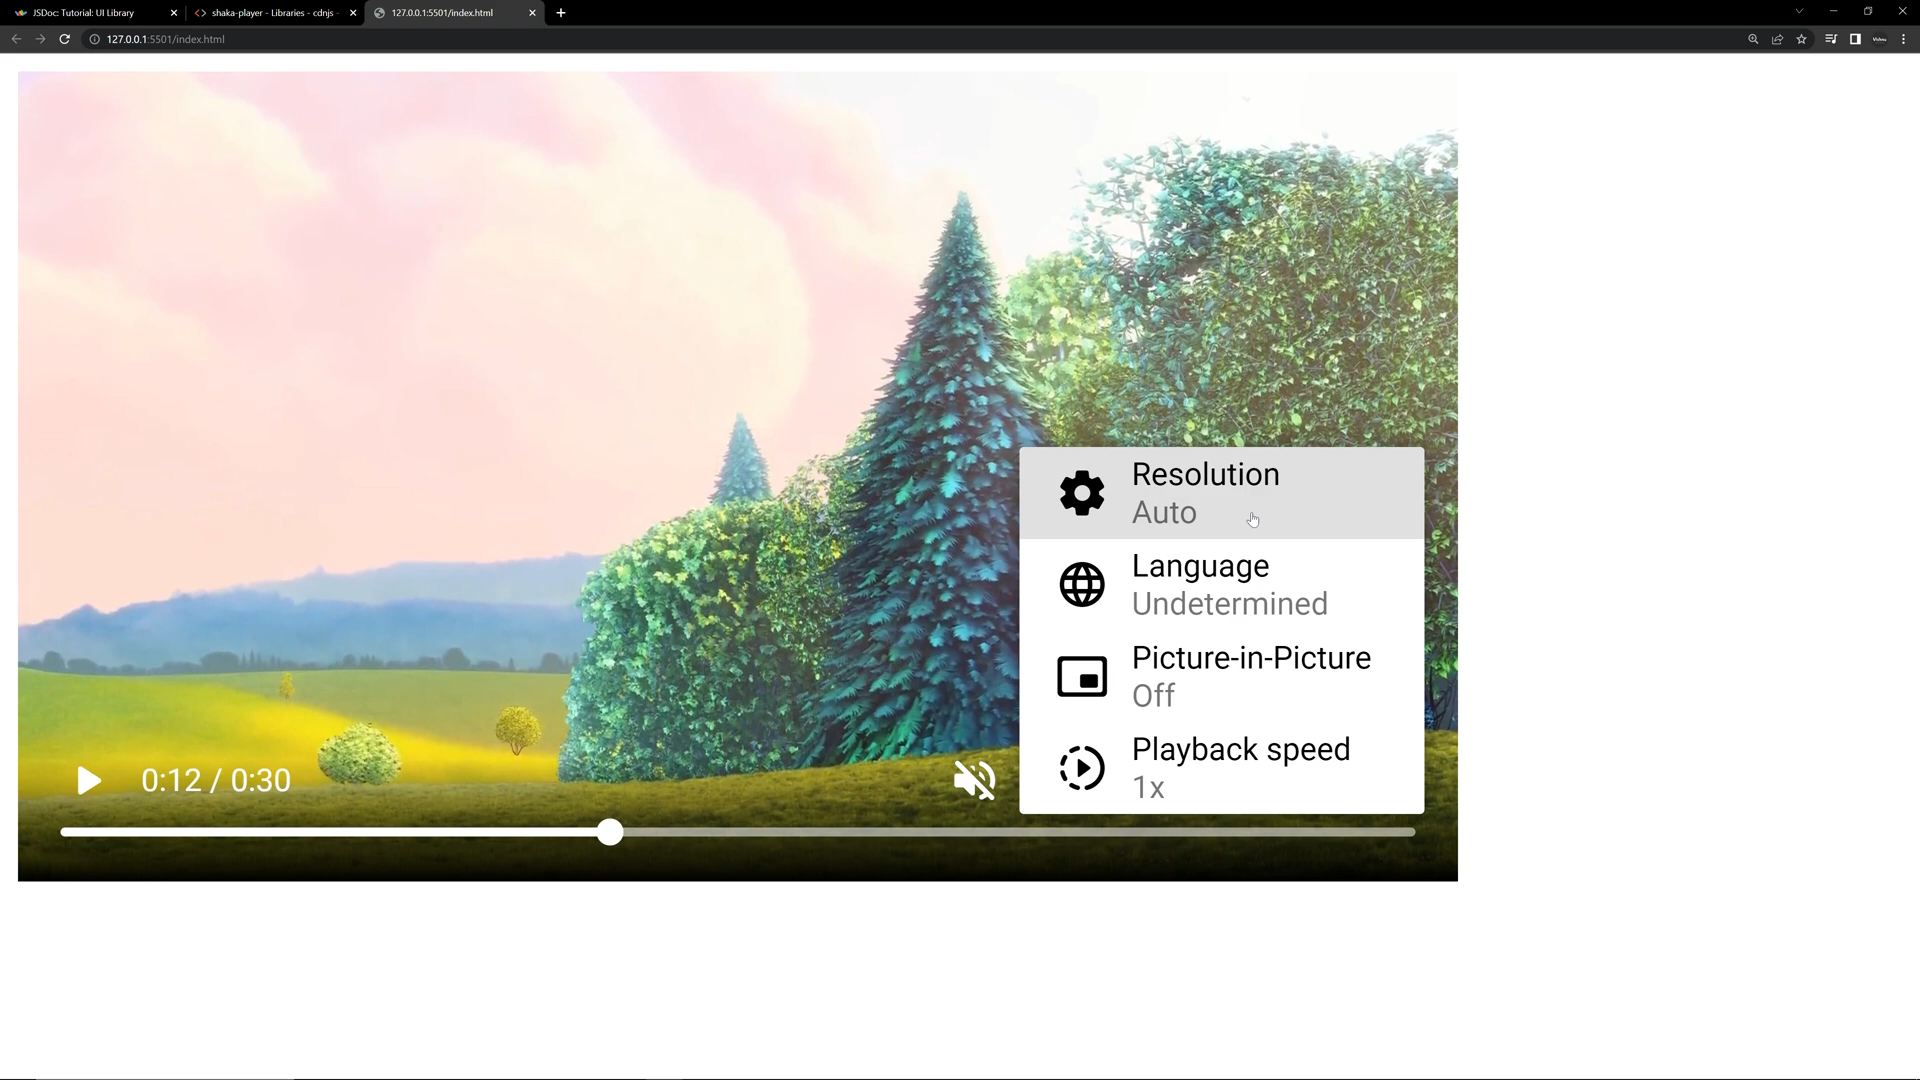 JSDoc: Tutorial: UI Library
shaka-player - Libraries - cdnjs -
127.0.0.1:5501/index.html
127.0.0.1:5501/index.html
Resolution
Auto
Language
Undetermined
Picture-in-Picture
Off
Playback speed
1x
0:12 / 0:30